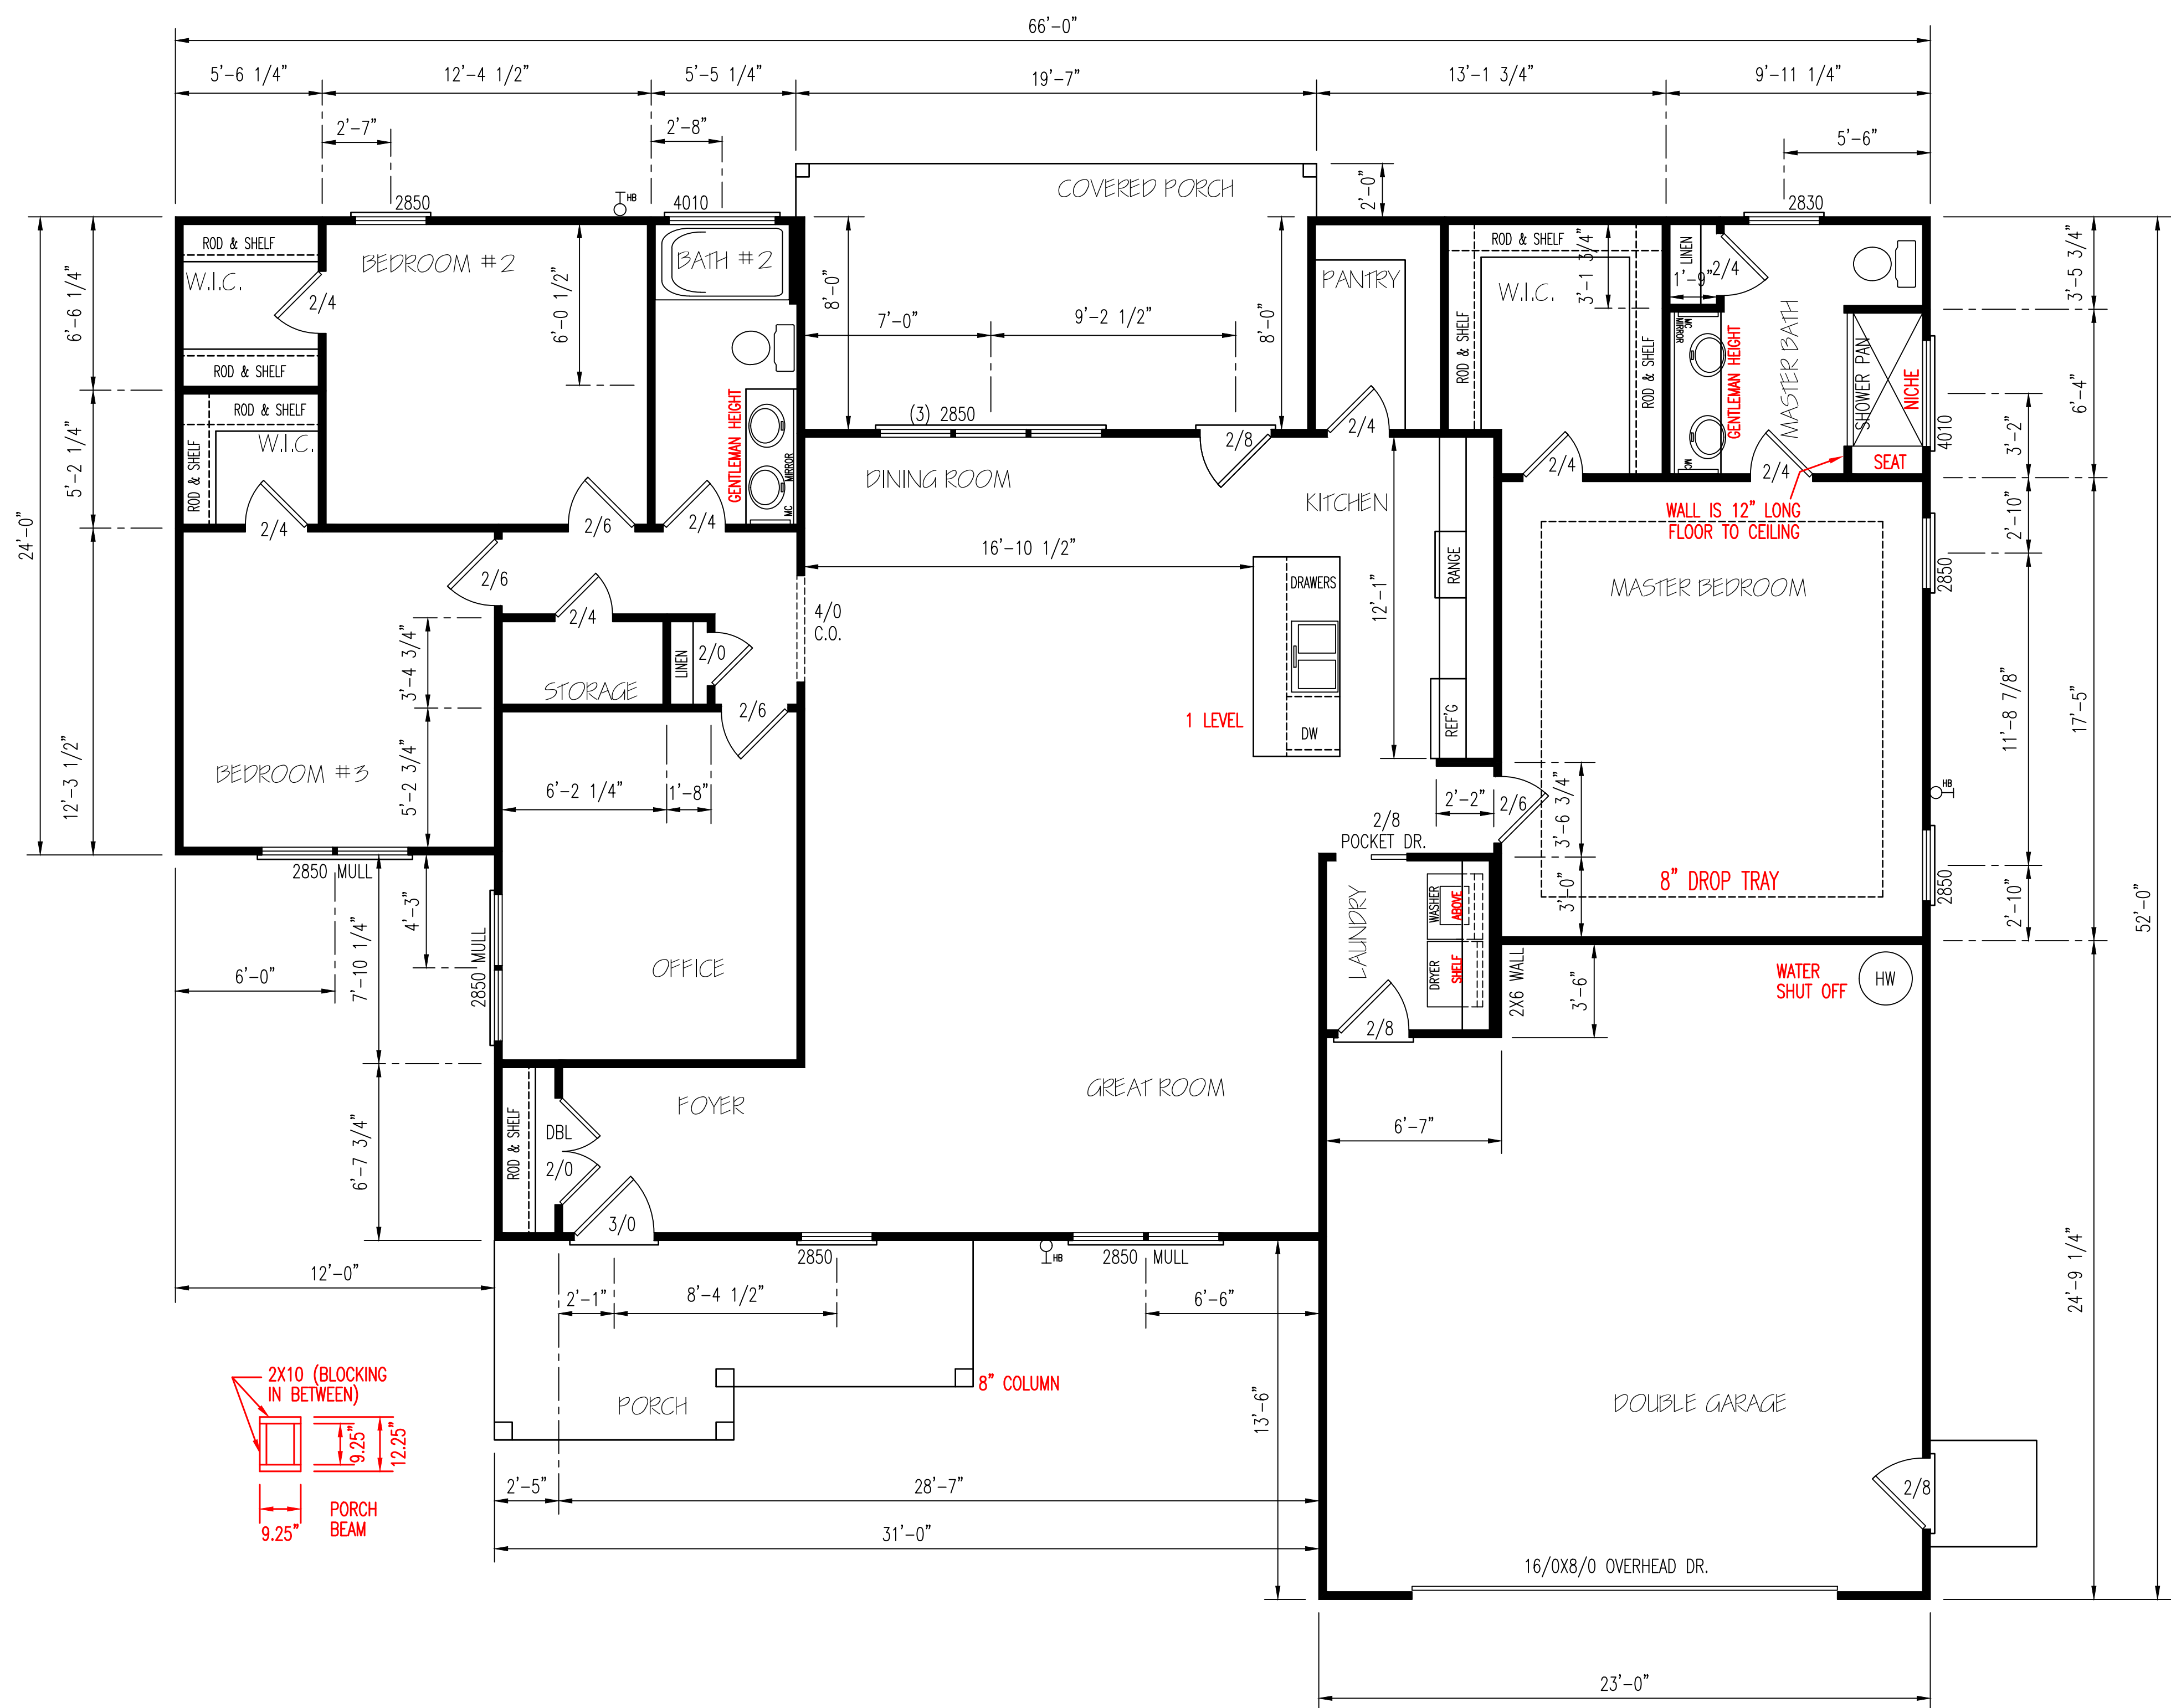 66'-0"
5'-6 1/4"
12'-4 1/2"
5'-5 1/4"
19'-7"
13'-1 3/4"
9'-11 1/4"
2'-7"
2'-8"
5'-6"
2850
HB
4010
COVERED PORCH
2'-0"
2830
ROD & SHELF
W.I.C.
2/4
ROD & SHELF
BEDROOM #2
6'-0 1/2"
BATH #2
8'-0"
7'-0"
9'-2 1/2"
8'-0"
PANTRY
2/4
ROD & SHELF
W.I.C.
ROD & SHELF
ROD & SHELF
3'-1 3/4"
LINEN
1'-9"
2/4
MC
MIRROR
GENTLEMAN HEIGHT
MC
MASTER BATH
SHOWER PAN
NICHE
SEAT
4010
3'-5 3/4"
6'-4"
3'-2"
24'-0"
6'-6 1/4"
5'-2 1/4"
12'-3 1/2"
ROD & SHELF
ROD & SHELF
W.I.C.
2/4
GENTLEMAN HEIGHT
MIRROR
MC
2/6
2/4
(3) 2850
2/8
DINING ROOM
KITCHEN
2/4
2/4
WALL IS 12" LONG
FLOOR TO CEILING
2'-10"
2850
16'-10 1/2"
12'-1"
RANGE
DRAWERS
MASTER BEDROOM
2/6
2/4
4/0
C.O.
2/0
LINEN
3'-4 3/4"
STORAGE
2/6
1 LEVEL
DW
REF'G
11'-8 7/8"
17'-5"
BEDROOM #3
5'-2 3/4"
6'-2 1/4"
1'-8"
2'-2"
2/6
3'-6 3/4"
HB
2/8
POCKET DR.
2850 MULL
3'-0"
8" DROP TRAY
2850
2'-10"
52'-0"
4'-3"
7'-10 1/4"
6'-0"
2850 MULL
OFFICE
LAUNDRY
WASHER
ABOVE
DRYER
SHELF
2X6 WALL
3'-6"
WATER
SHUT OFF
HW
2/8
6'-7 3/4"
ROD & SHELF
DBL
2/0
FOYER
GREAT ROOM
6'-7"
3/0
2850
HB
2850 MULL
12'-0"
2'-1"
8'-4 1/2"
6'-6"
24'-9 1/4"
2X10 (BLOCKING
IN BETWEEN)
9.25"
12.25"
9.25"
PORCH
BEAM
PORCH
8" COLUMN
13'-6"
DOUBLE GARAGE
2'-5"
28'-7"
31'-0"
2/8
16/0X8/0 OVERHEAD DR.
23'-0"